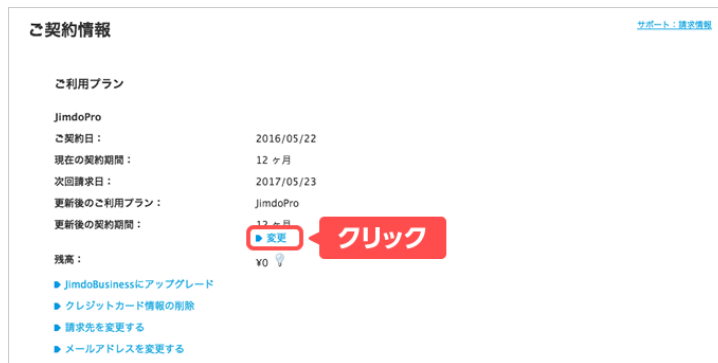 ご契約情報
サポート：請求情報
ご利用プラン
JimdoPro
ご契約日： 2016/05/22
現在の契約期間： 12 ヶ月
次回請求日： 2017/05/23
更新後のご利用プラン： JimdoPro
更新後の契約期間： 12 ヶ月
変更 クリック
残高： ¥0
JimdoBusinessにアップグレード
クレジットカード情報の削除
請求先を変更する
メールアドレスを変更する